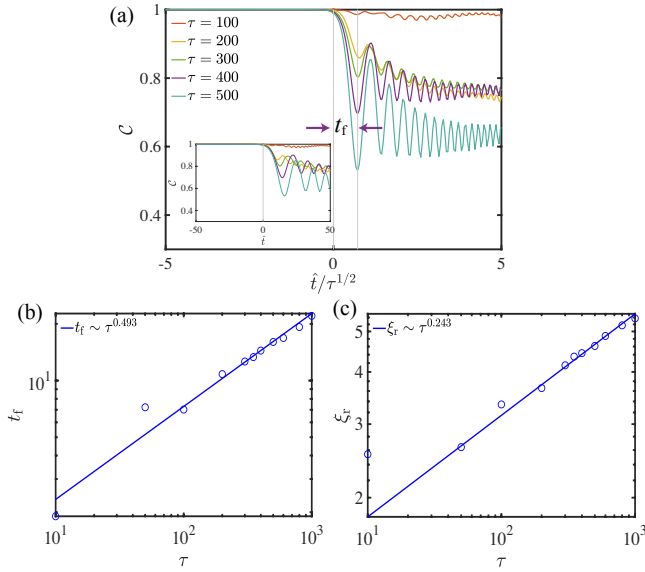 (a)
1
0.8
0.6
0.4
C
τ = 100
τ = 200
τ = 300
τ = 400
τ = 500
t_f
1
0.8
0.6
0.4
C
-50 0 50
t̂
-5 0 5
t̂/τ^{1/2}
(b)
t_f ~ τ^{0.493}
10^1
t_f
10^1 10^2 10^3
τ
(c)
ξ_r ~ τ^{0.243}
5
4
3
2
ξ_r
10^1 10^2 10^3
τ